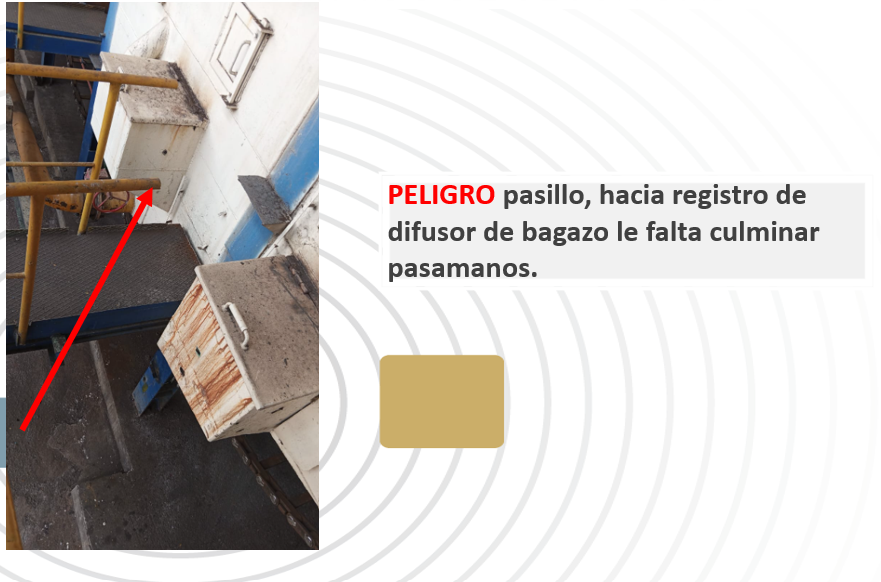 PELIGRO pasillo, hacia registro de
difusor de bagazo le falta culminar
pasamanos.